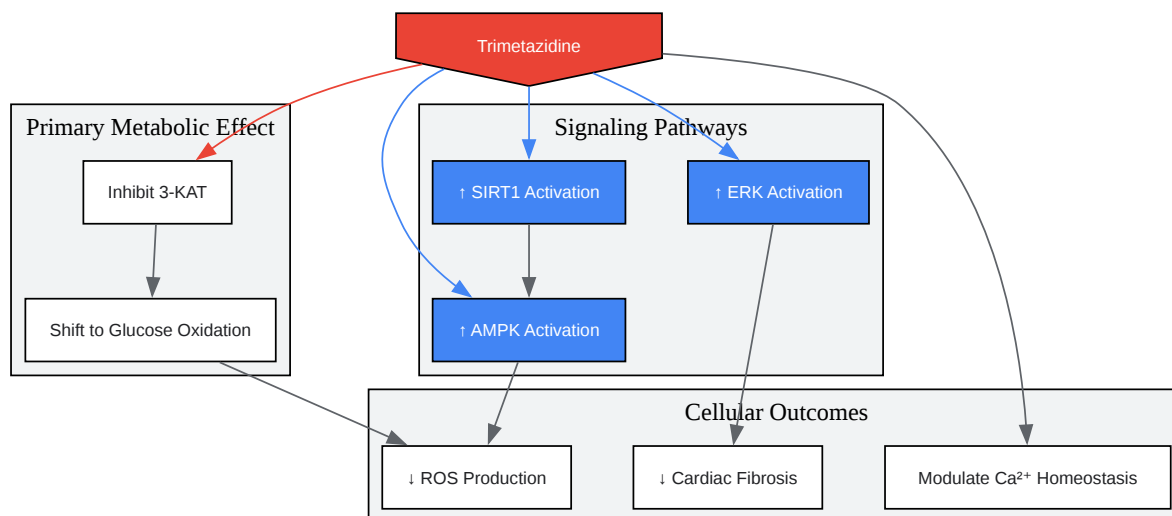 Trimetazidine
Primary Metabolic Effect
Signaling Pathways
Inhibit 3-KAT
↑ SIRT1 Activation
↑ ERK Activation
Shift to Glucose Oxidation
↑ AMPK Activation
Cellular Outcomes
↓ ROS Production
↓ Cardiac Fibrosis
Modulate Ca²⁺ Homeostasis